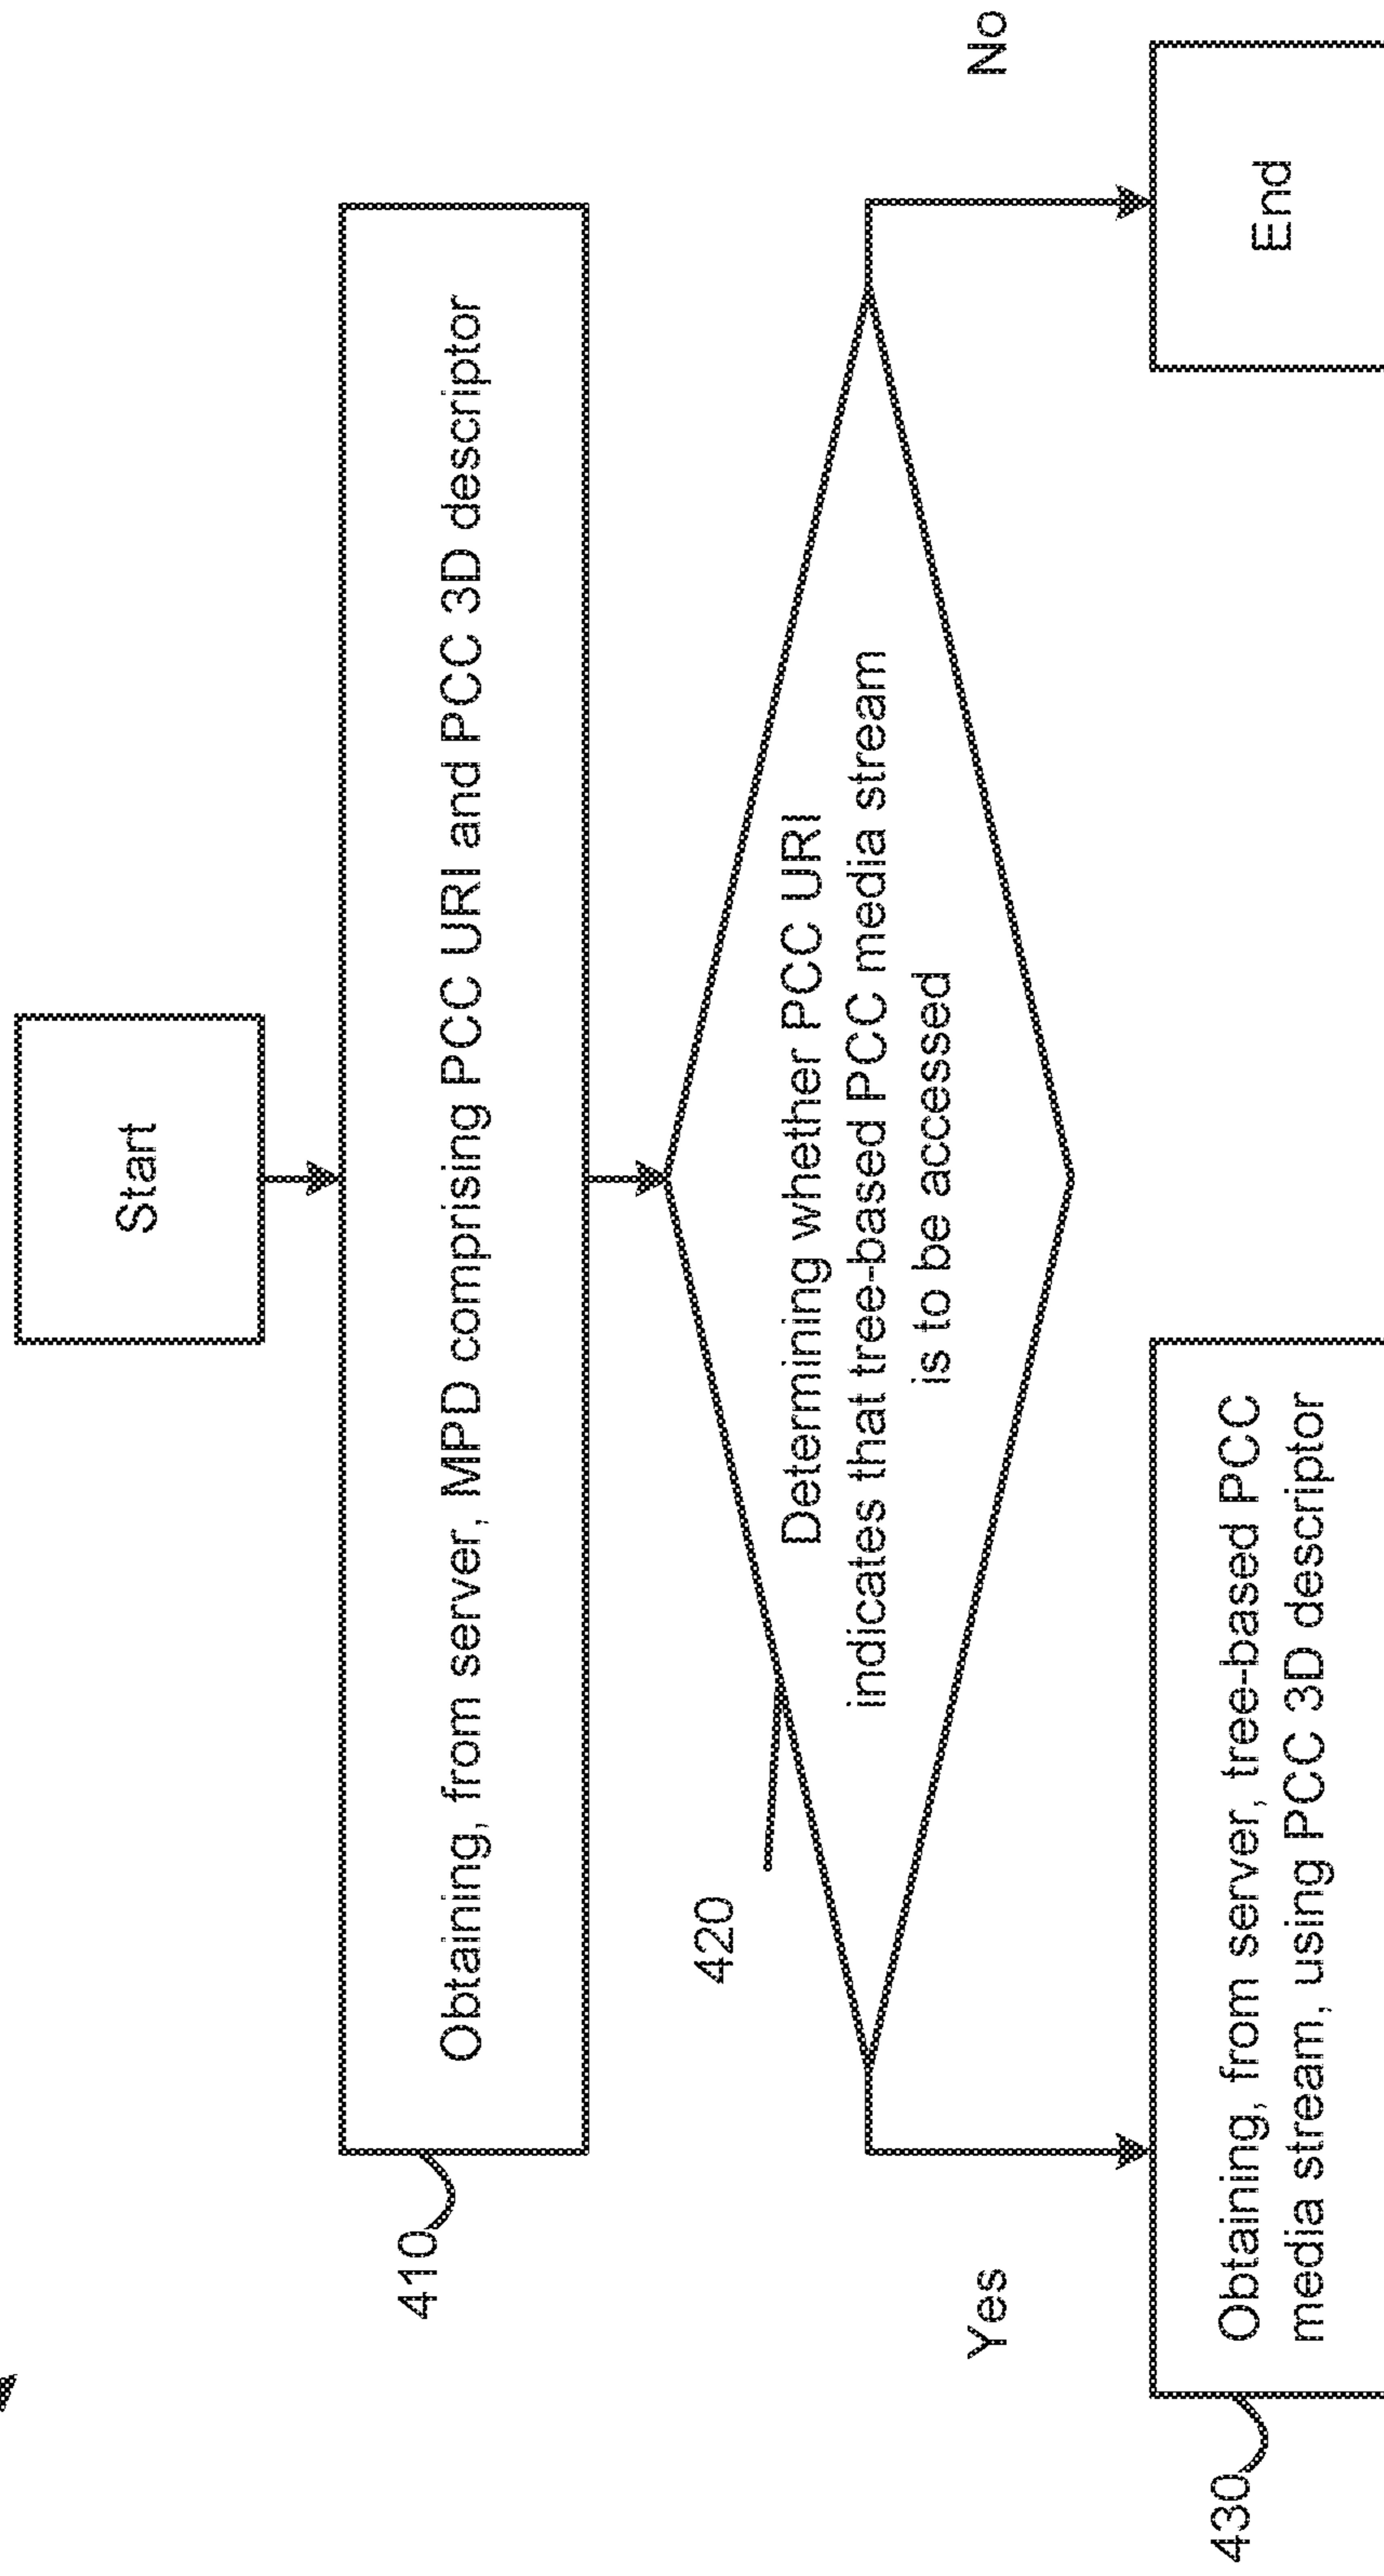 Start
410
Obtaining, from server, MPD comprising PCC URI and PCC 3D descriptor
420
Determining whether PCC URI
indicates that tree-based PCC media stream
is to be accessed
Yes
No
430
Obtaining, from server, tree-based PCC
media stream, using PCC 3D descriptor
End